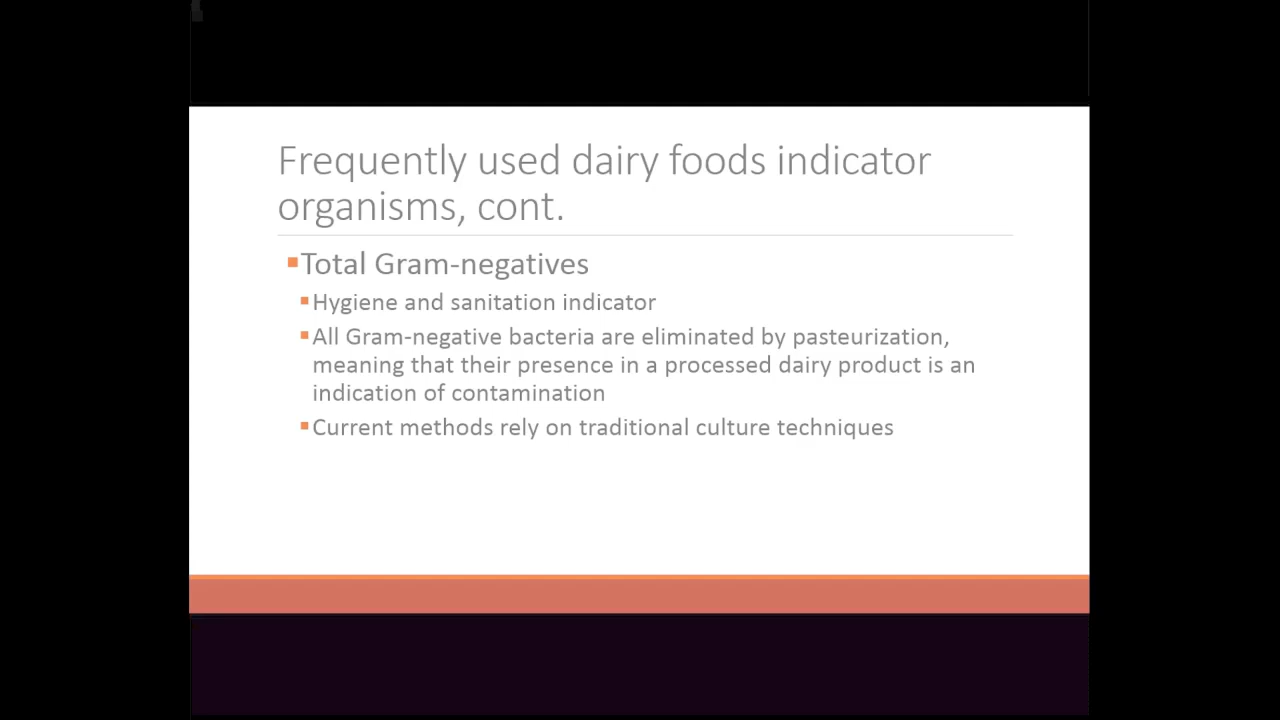 Frequently used dairy foods indicator
organisms, cont.
Total Gram-negatives
Hygiene and sanitation indicator
All Gram-negative bacteria are eliminated by pasteurization,
meaning that their presence in a processed dairy product is an
indication of contamination
Current methods rely on traditional culture techniques